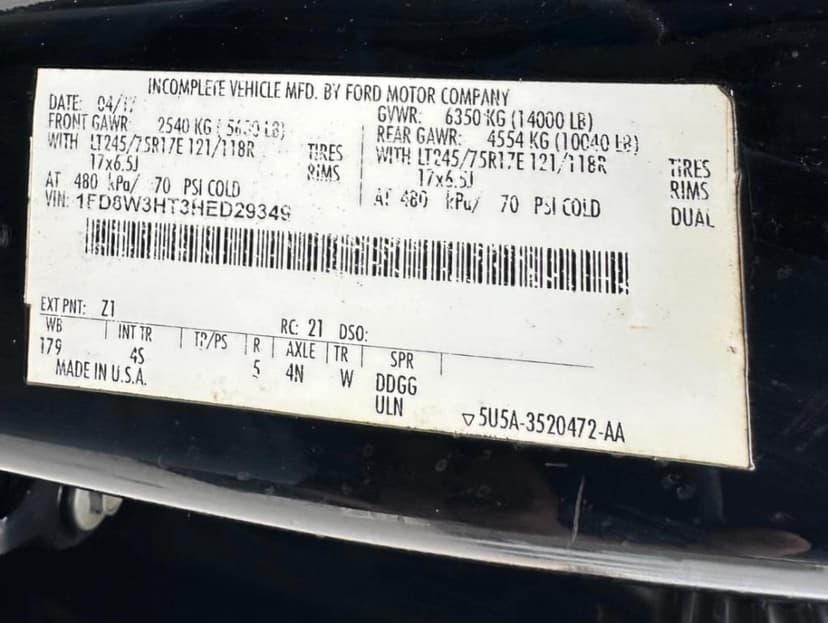 INCOMPLETE VEHICLE MFD. BY FORD MOTOR COMPANY
DATE: 04/17 GVWR: 6350 KG (14000 LB)
FRONT GAWR: 2540 KG ( LB) REAR GAWR: 4554 KG (10040 LB)
WITH LT245/75R17E 121/118R TIRES WITH LT245/75R17E 121/118R TIRES
17x6.5J RIMS 17x6.5J RIMS
AT 480 kPa/ 70 PSI COLD AT 480 kPa/ 70 PSI COLD DUAL
VIN: 1FD8W3HT3HED29349
EXT PNT: Z1 RC: 21 DSO:
WB INT TR TP/PS R AXLE TR SPR
179 4S 5 4N W DDGG
MADE IN U.S.A. ULN ▽5U5A-3520472-AA